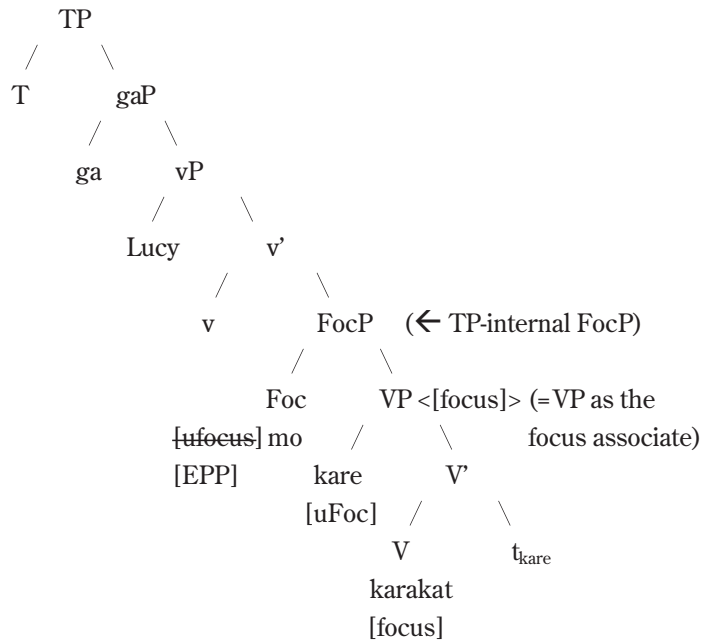 TP
T gaP
ga vP
Lucy v’
v FocP (← TP-internal FocP)
Foc VP <[focus]> (=VP as the
[ufocus] mo focus associate)
[EPP] kare V’
[uFoc]
V t_kare
karakat
[focus]